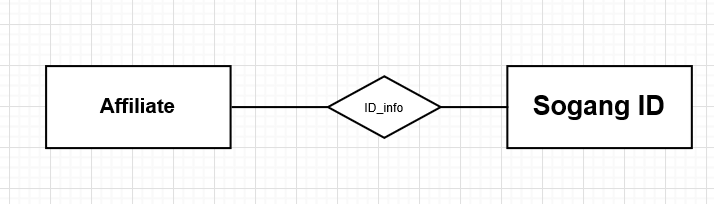 Affiliate
ID_info
Sogang ID